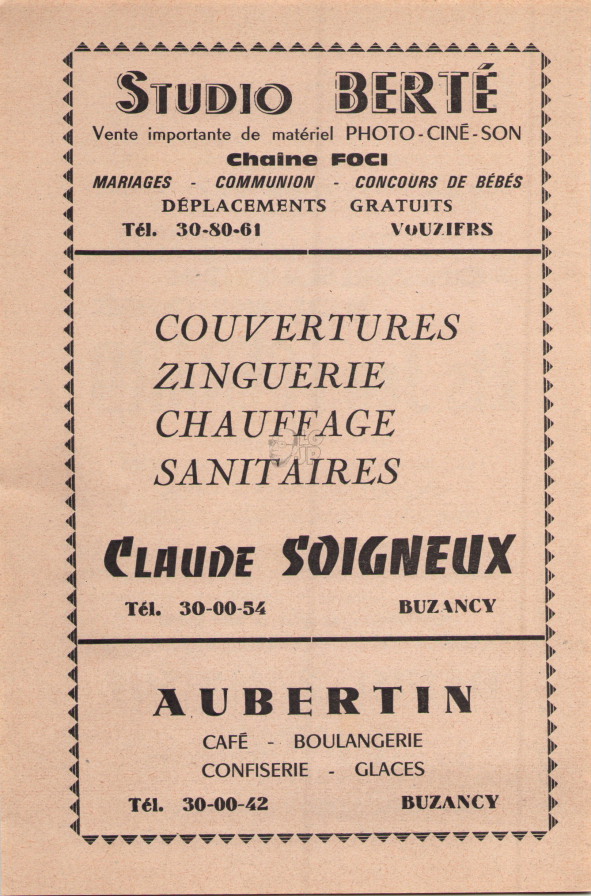 STUDIO BERTÉ
Vente importante de matériel PHOTO-CINÉ-SON
Chaine FOCI
MARIAGES - COMMUNION - CONCOURS DE BÉBÉS
DÉPLACEMENTS GRATUITS
Tél. 30-80-61 VOUZIERS
COUVERTURES
ZINGUERIE
CHAUFFAGE
SANITAIRES
CLAUDE SOIGNEUX
Tél. 30-00-54 BUZANCY
AUBERTIN
CAFÉ - BOULANGERIE
CONFISERIE - GLACES
Tél. 30-00-42 BUZANCY